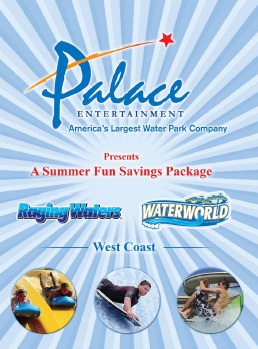 Palace
ENTERTAINMENT
America's Largest Water Park Company
Presents
A Summer Fun Savings Package
Raging Waters
WATERWORLD
West Coast